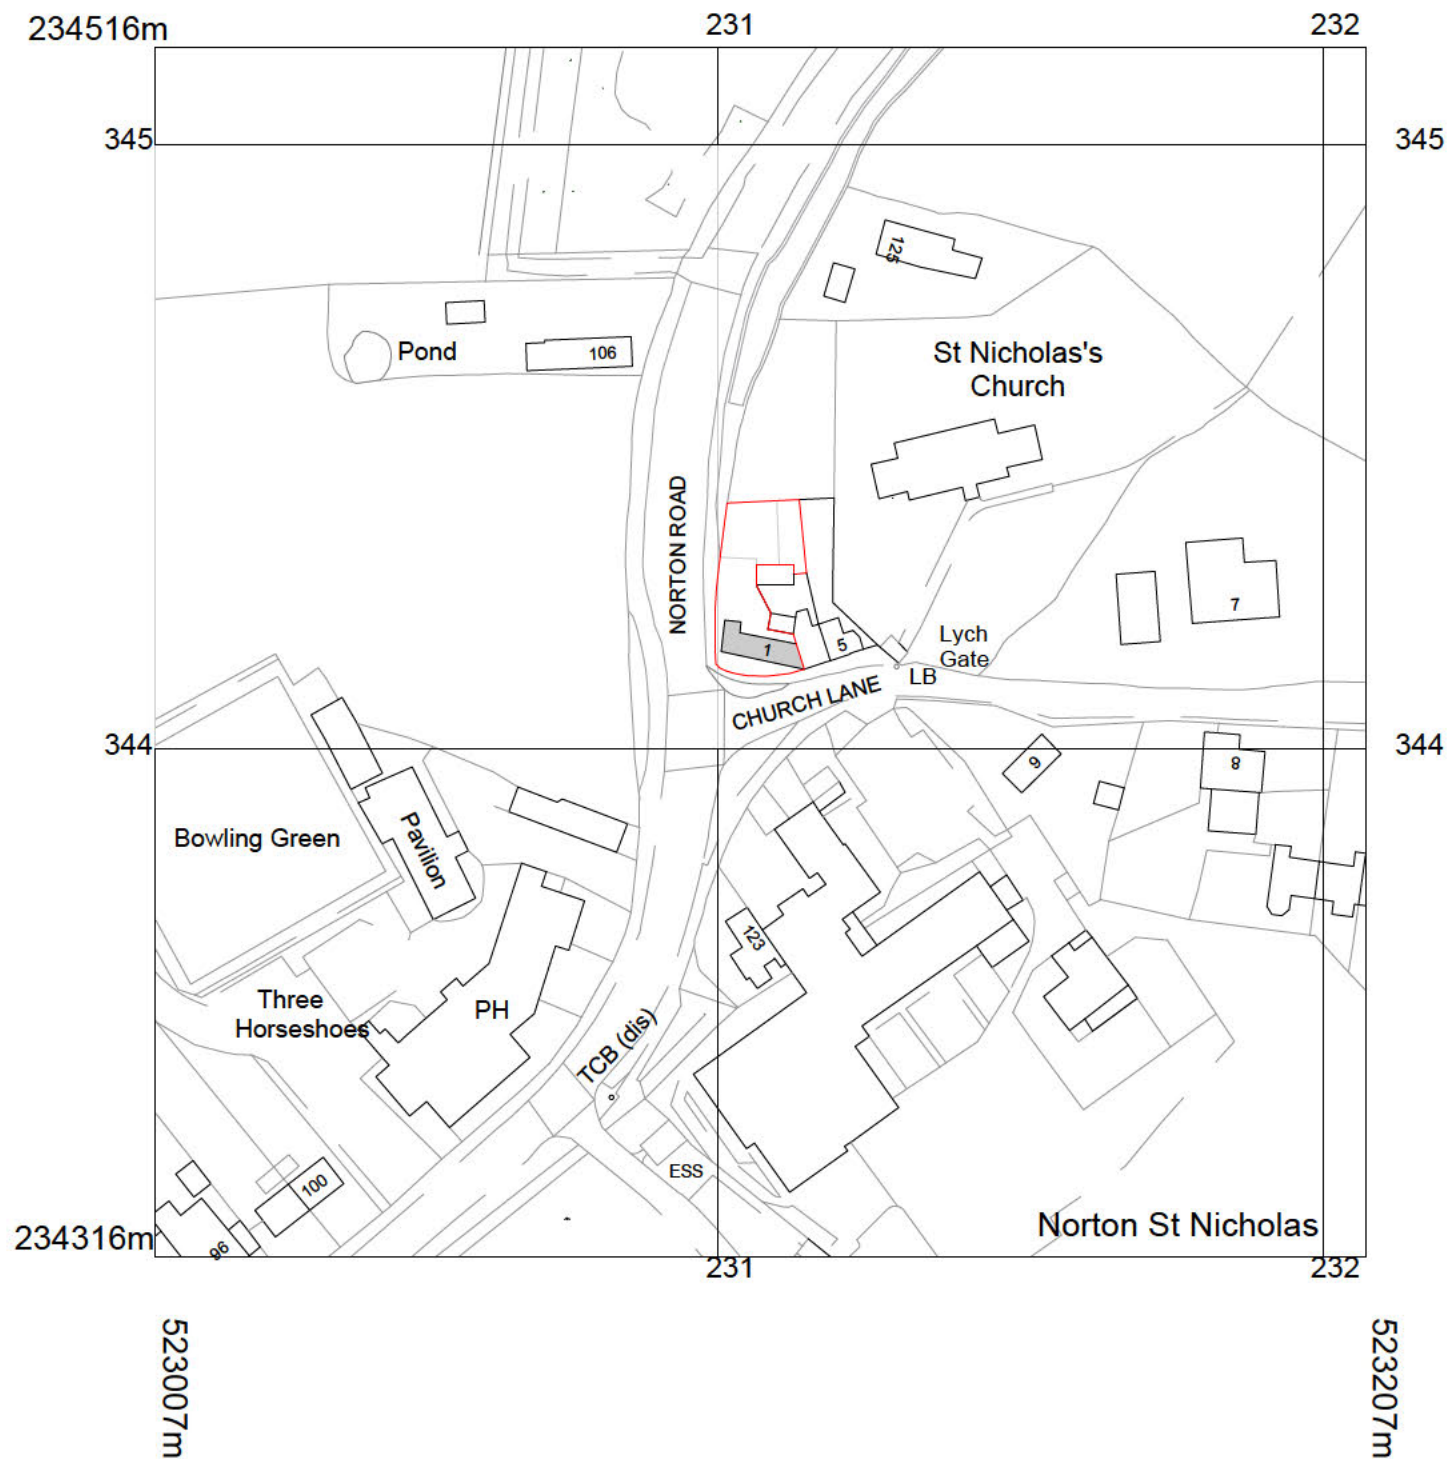 234516m
231
232
345
345
125
Pond
106
St Nicholas's
Church
NORTON ROAD
7
1
5
Lych
Gate
LB
CHURCH LANE
344
344
6
8
Bowling Green
Pavilion
123
Three
Horseshoes
PH
TCB (dis)
ESS
100
96
Norton St Nicholas
234316m
231
232
523007m
523207m